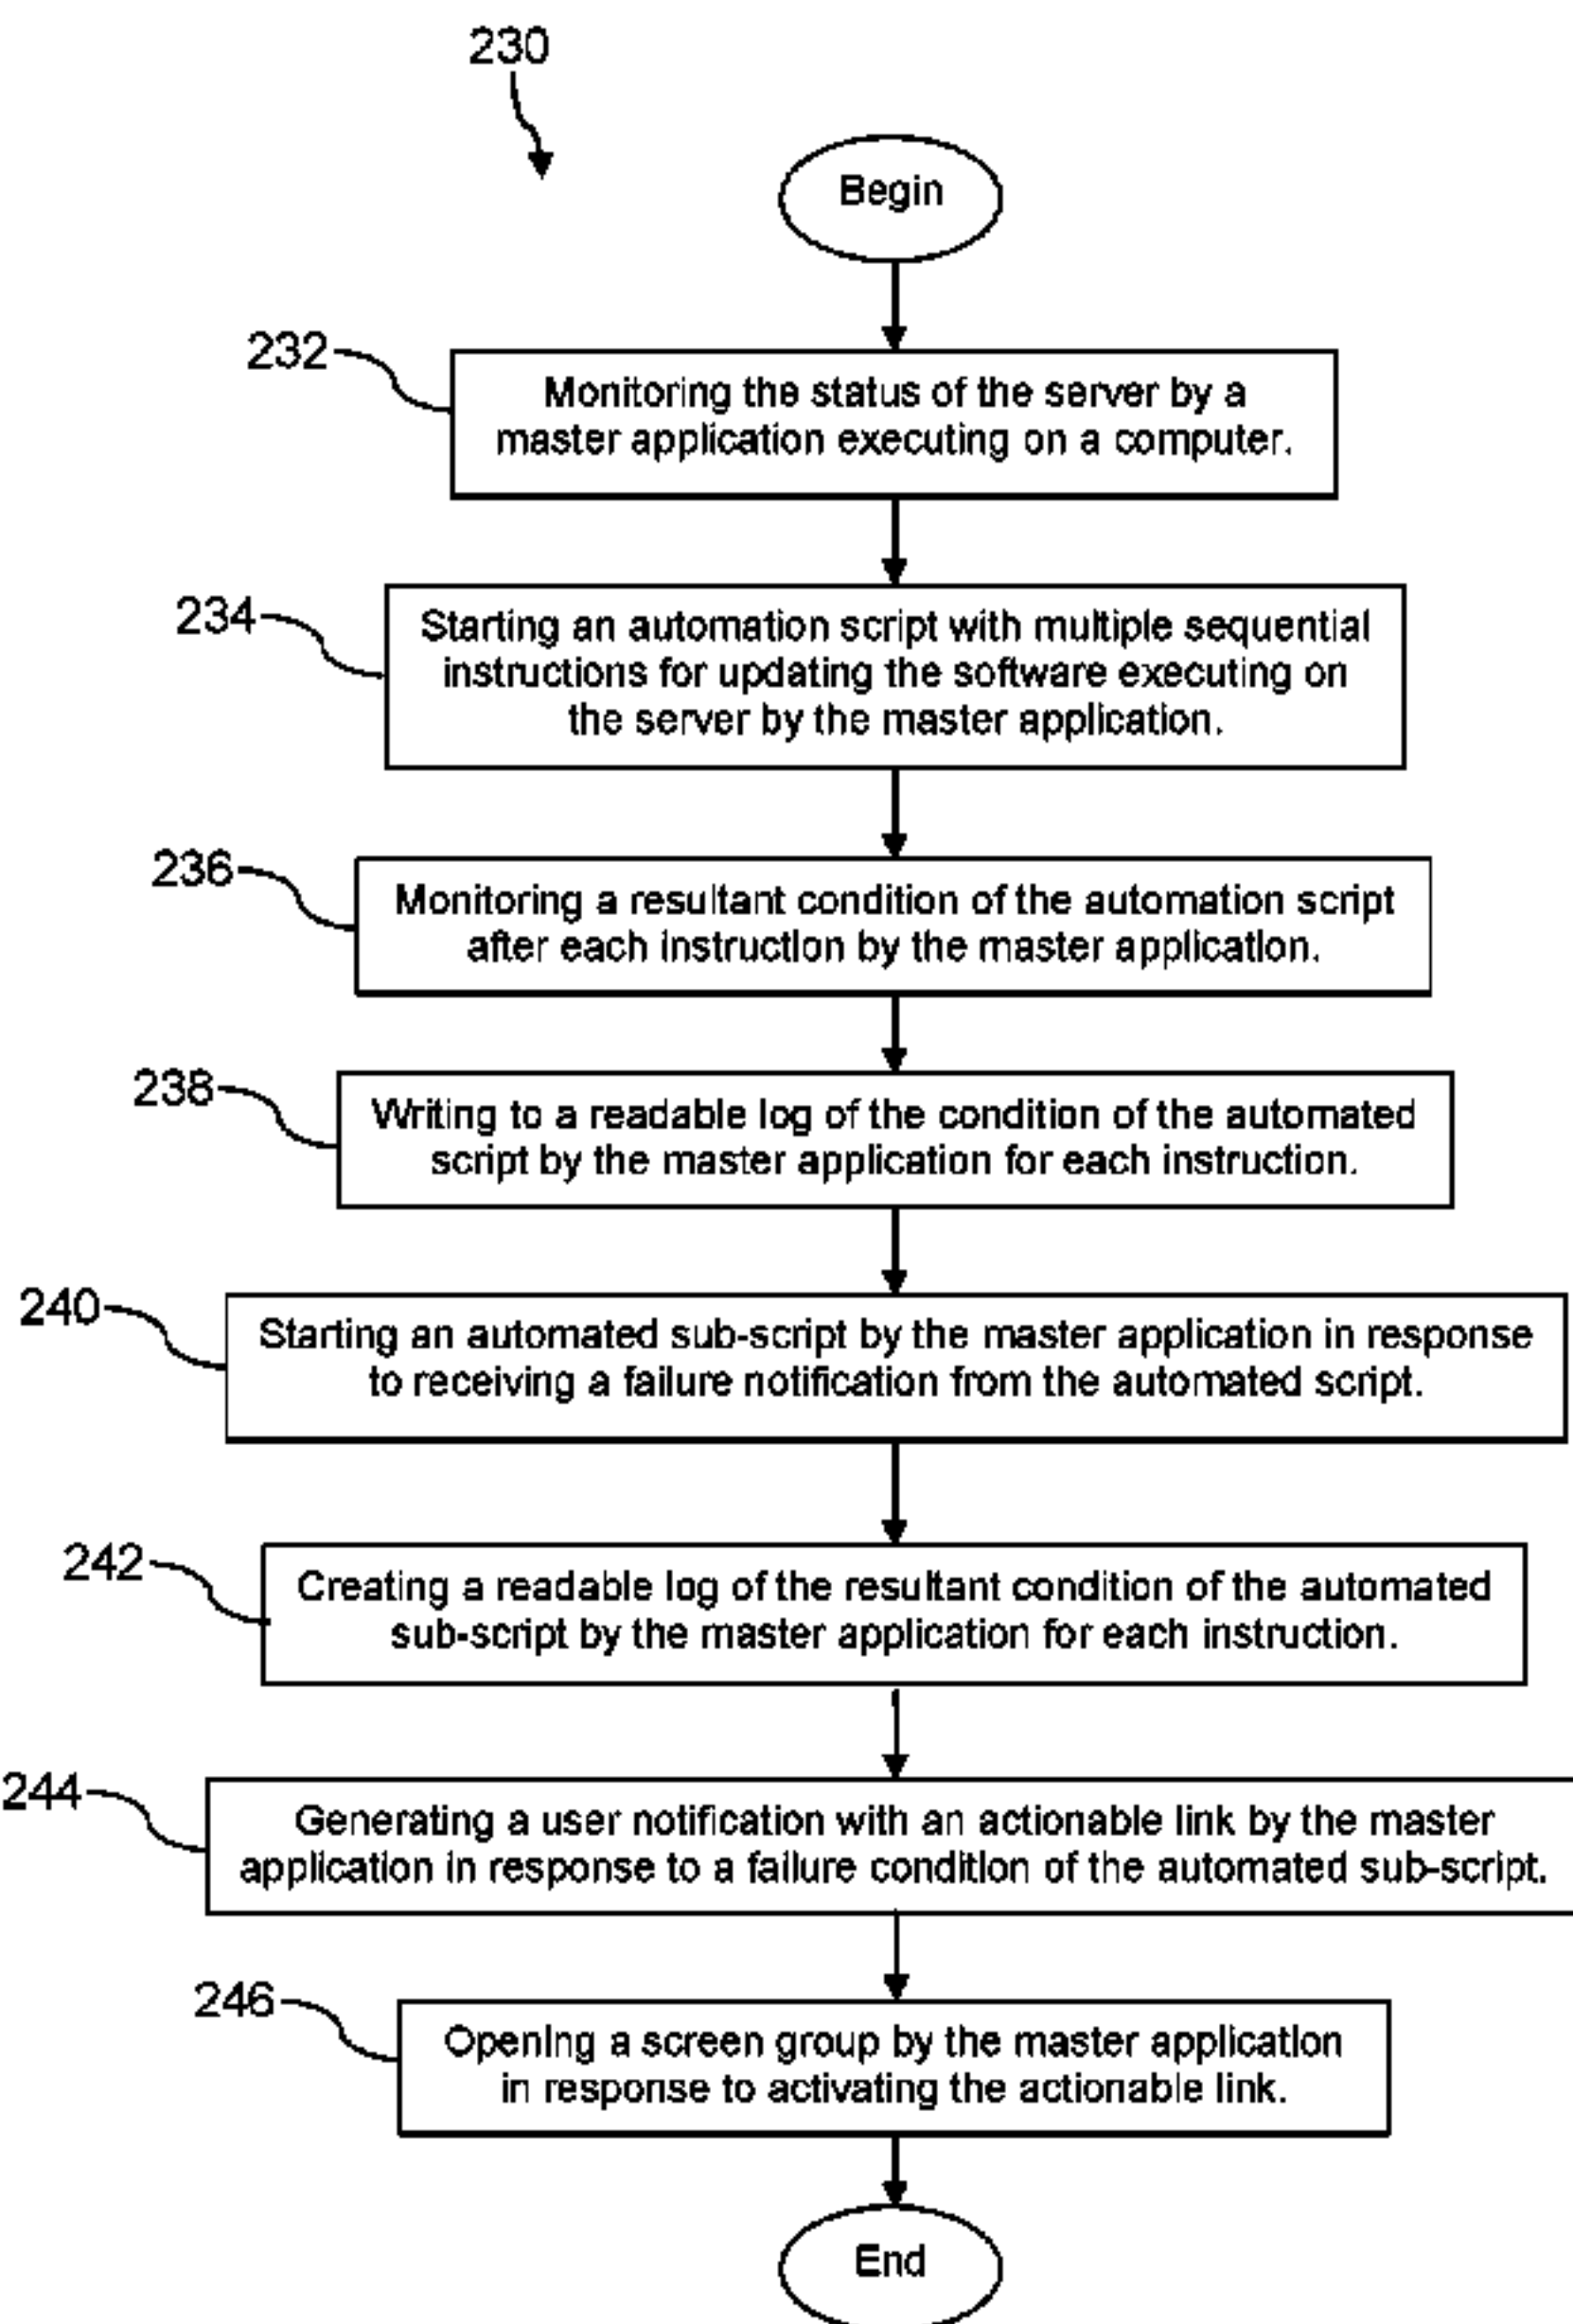 230
Begin
232
Monitoring the status of the server by a
master application executing on a computer.
234
Starting an automation script with multiple sequential
instructions for updating the software executing on
the server by the master application.
236
Monitoring a resultant condition of the automation script
after each instruction by the master application.
238
Writing to a readable log of the condition of the automated
script by the master application for each instruction.
240
Starting an automated sub-script by the master application in response
to receiving a failure notification from the automated script.
242
Creating a readable log of the resultant condition of the automated
sub-script by the master application for each instruction.
244
Generating a user notification with an actionable link by the master
application in response to a failure condition of the automated sub-script.
246
Opening a screen group by the master application
in response to activating the actionable link.
End